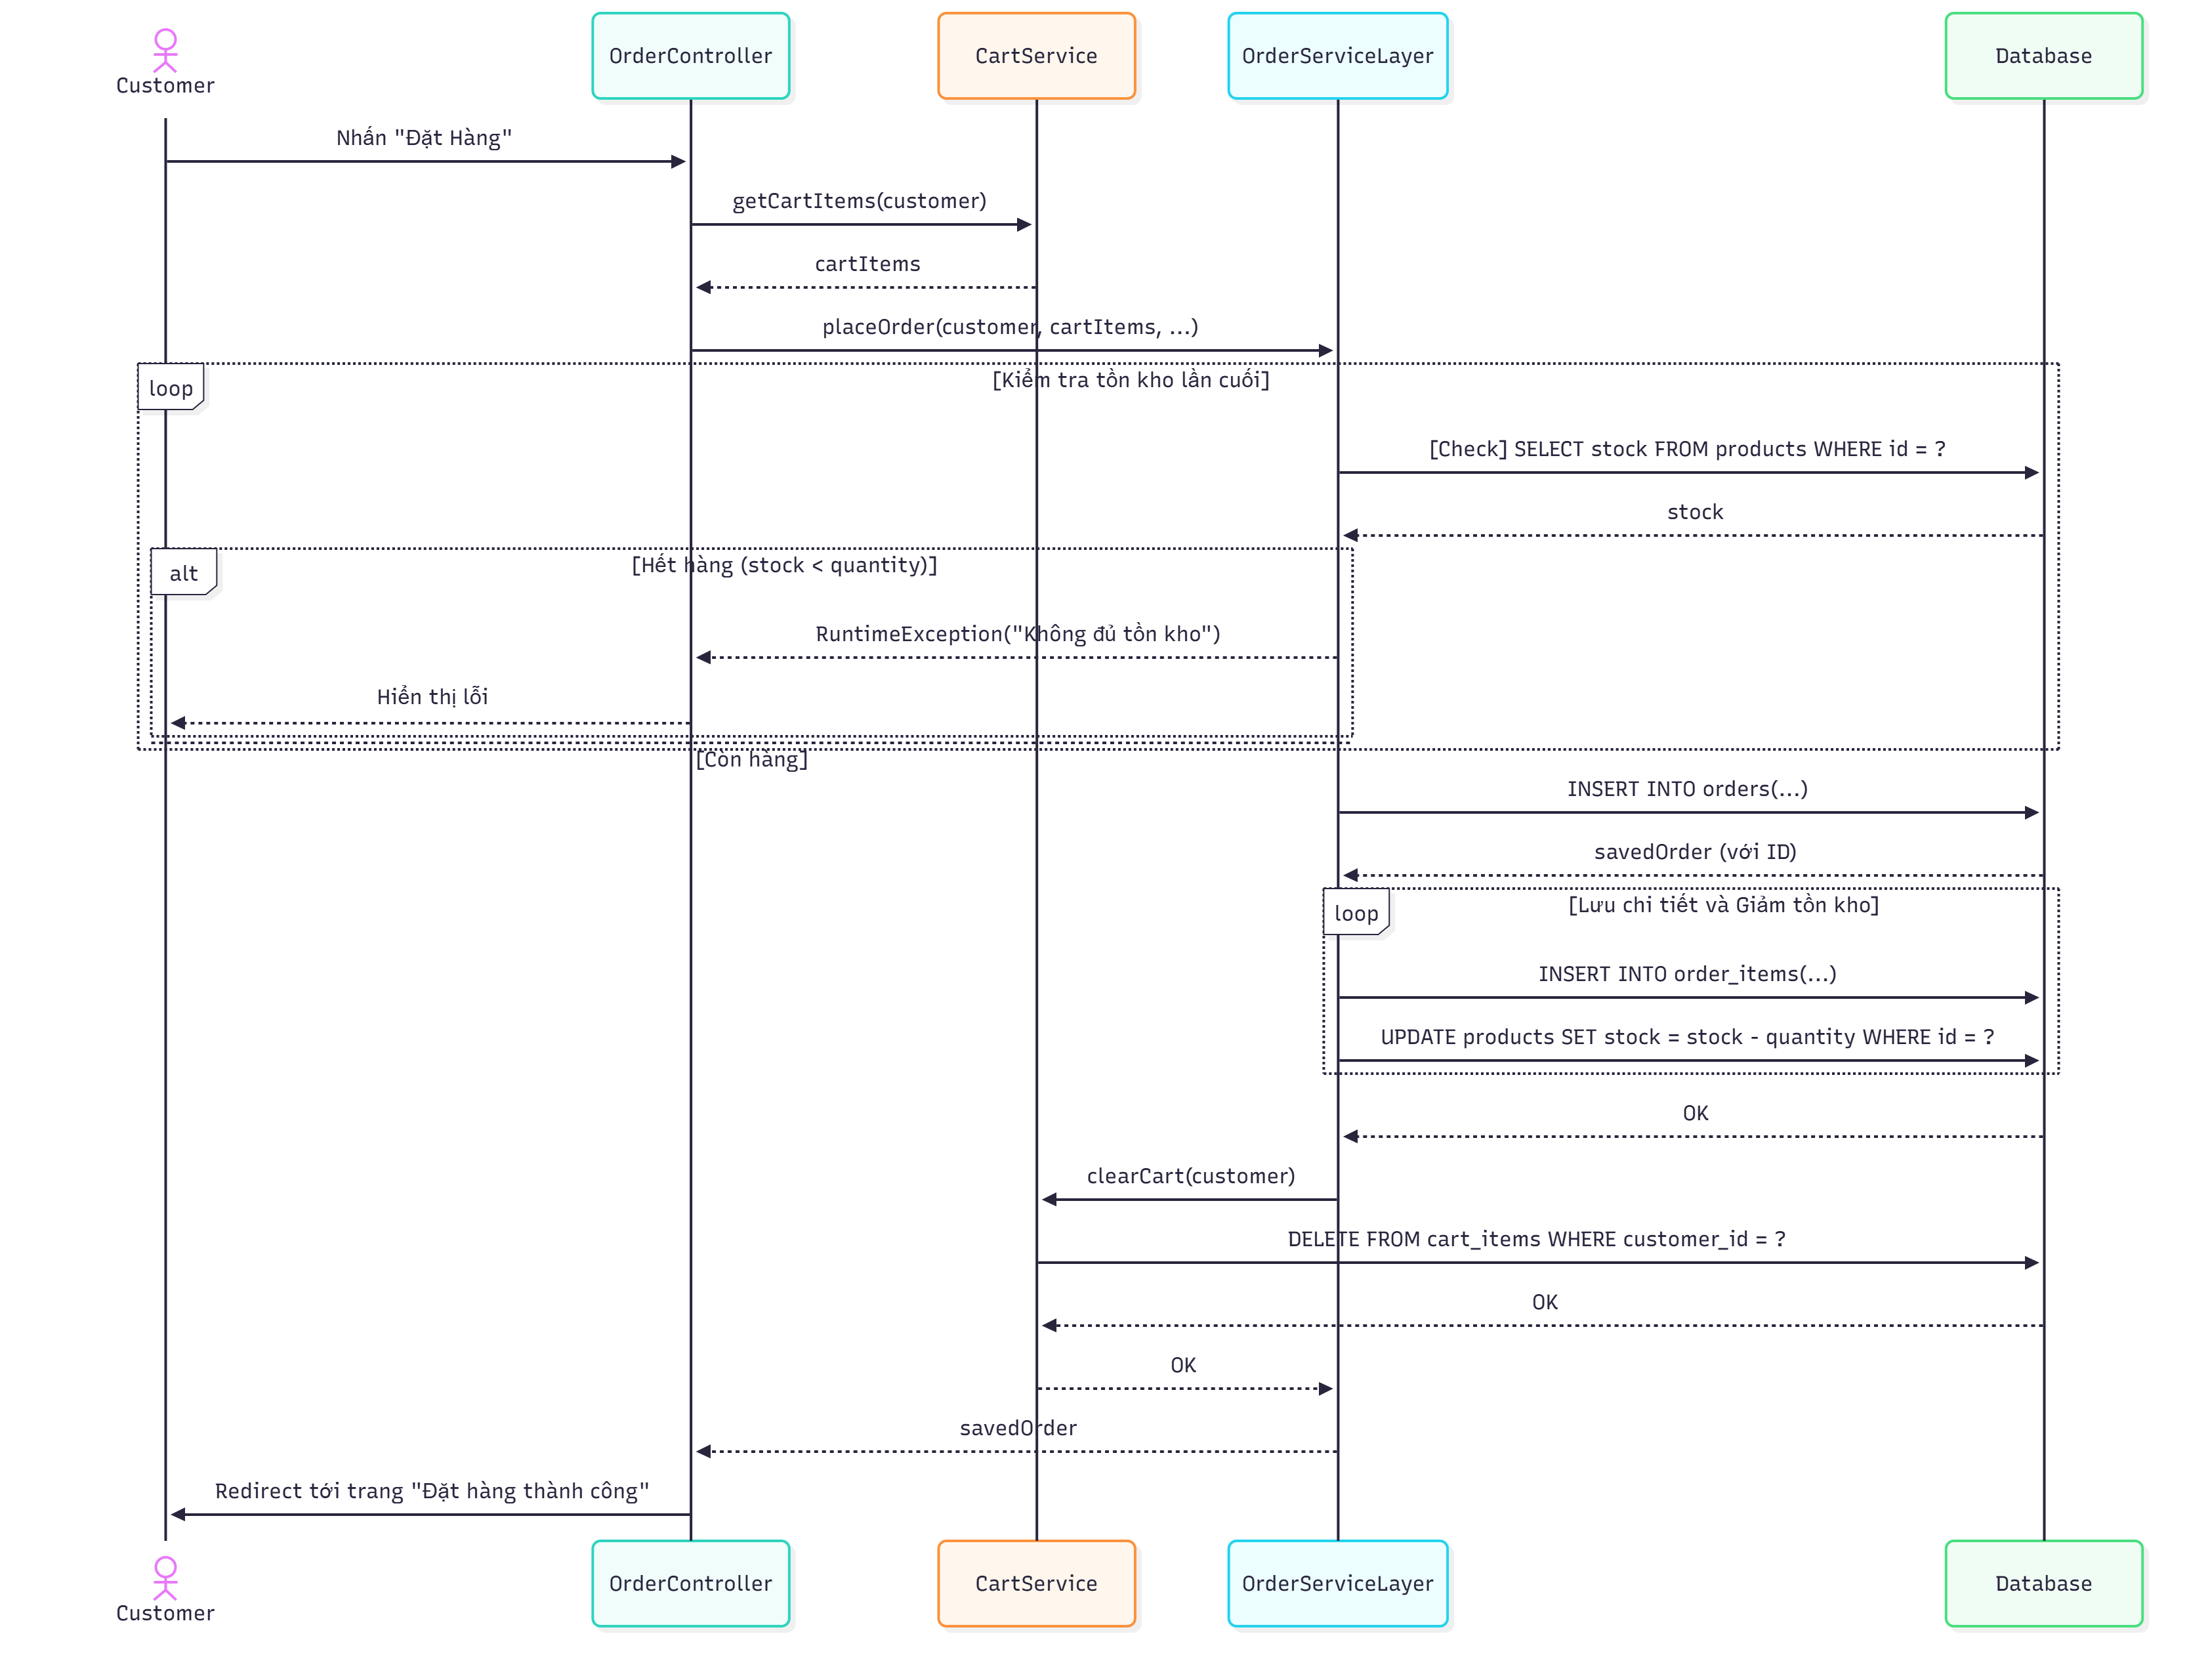 Customer
OrderController
CartService
OrderServiceLayer
Database
Nhấn "Đặt Hàng"
getCartItems(customer)
cartItems
placeOrder(customer, cartItems, ...)
loop
[Kiểm tra tồn kho lần cuối]
[Check] SELECT stock FROM products WHERE id = ?
stock
alt
[Hết hàng (stock < quantity)]
RuntimeException("Không đủ tồn kho")
Hiển thị lỗi
[Còn hàng]
INSERT INTO orders(...)
savedOrder (với ID)
loop
[Lưu chi tiết và Giảm tồn kho]
INSERT INTO order_items(...)
UPDATE products SET stock = stock - quantity WHERE id = ?
OK
clearCart(customer)
DELETE FROM cart_items WHERE customer_id = ?
OK
OK
savedOrder
Redirect tới trang "Đặt hàng thành công"
Customer
OrderController
CartService
OrderServiceLayer
Database